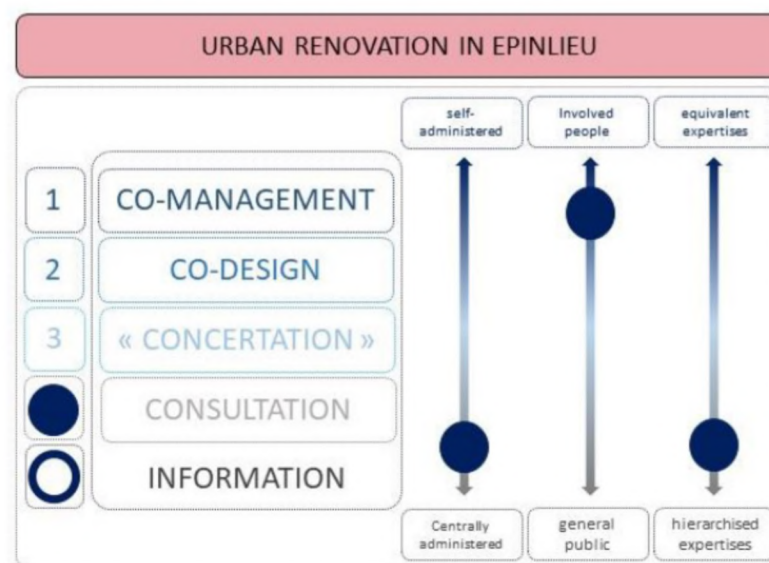 URBAN RENOVATION IN EPINLIEU
self-
administered
Involved
people
equivalent
expertises
1
CO-MANAGEMENT
2
CO-DESIGN
3
« CONCERTATION »
CONSULTATION
INFORMATION
Centrally
administered
general
public
hierarchised
expertises